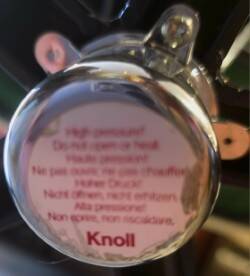 High pressure!
Do not open or heat!
Haute pression!
Ne pas ouvrir, ne pas chauffer
Hoher Druck!
Nicht öffnen, nicht erhitzen.
Alta pressione!
Non aprire, non riscaldare.
Knoll